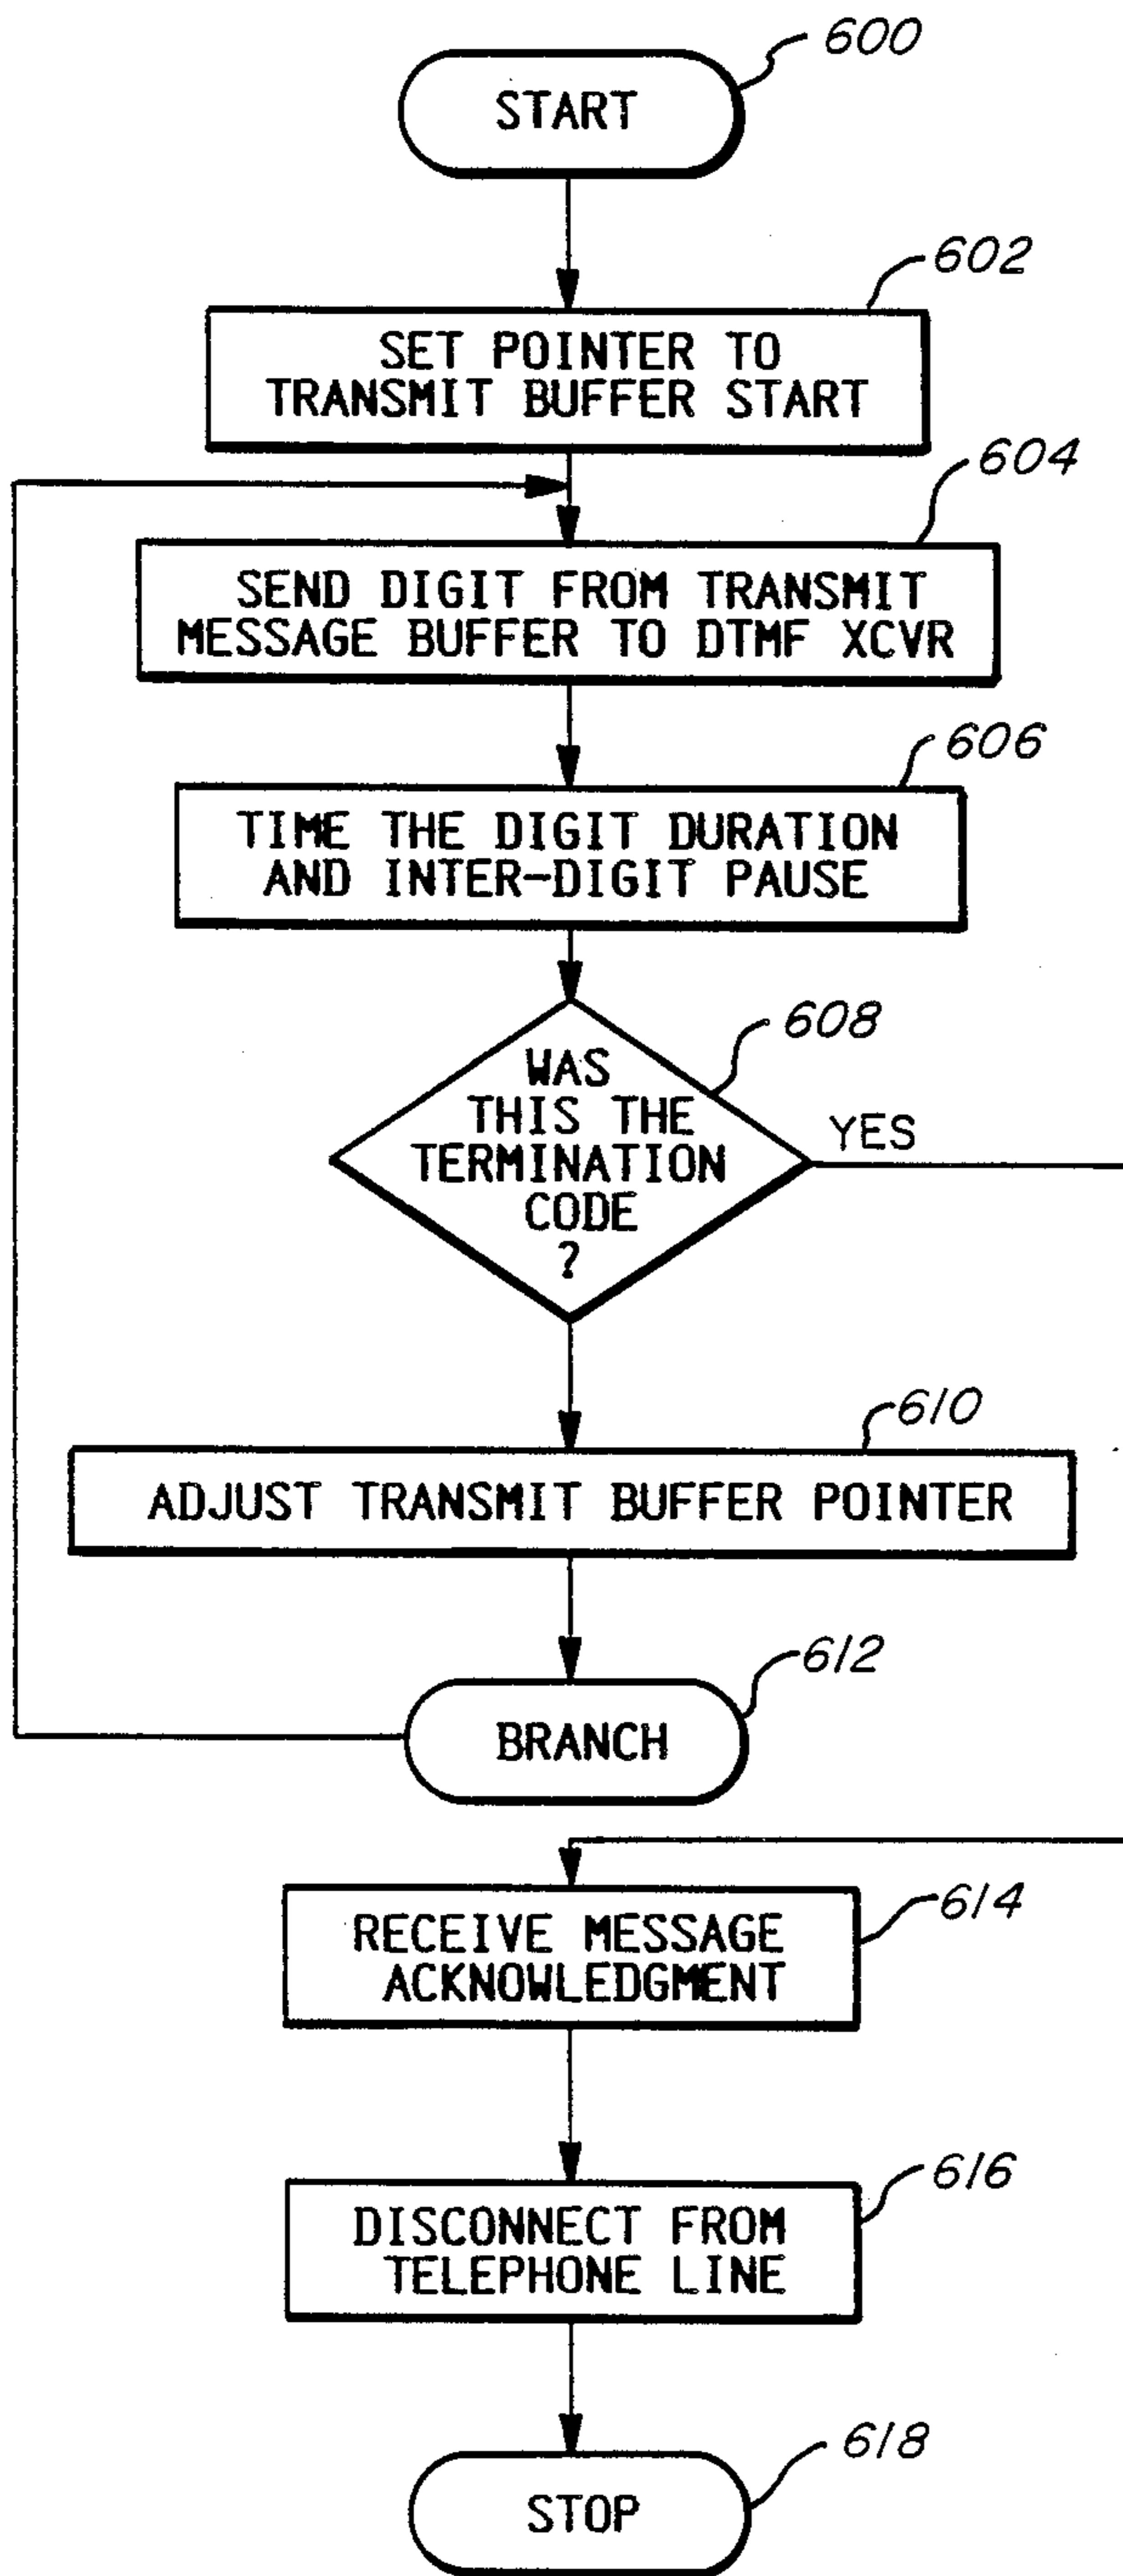 600
START
602
SET POINTER TO
TRANSMIT BUFFER START
604
SEND DIGIT FROM TRANSMIT
MESSAGE BUFFER TO DTMF XCVR
606
TIME THE DIGIT DURATION
AND INTER-DIGIT PAUSE
608
WAS
THIS THE
TERMINATION
CODE
?
YES
610
ADJUST TRANSMIT BUFFER POINTER
612
BRANCH
614
RECEIVE MESSAGE
ACKNOWLEDGMENT
616
DISCONNECT FROM
TELEPHONE LINE
618
STOP